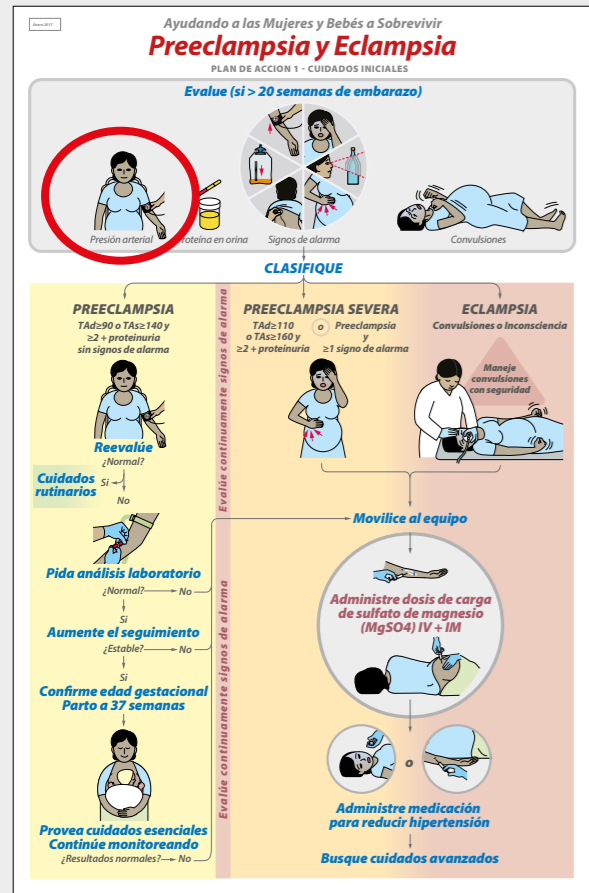 Enero 2017
Ayudando a las Mujeres y Bebés a Sobrevivir
Preeclampsia y Eclampsia
PLAN DE ACCION 1 - CUIDADOS INICIALES
Evalue (si > 20 semanas de embarazo)
Presión arterial
Proteína en orina
Signos de alarma
Convulsiones
CLASIFIQUE
PREECLAMPSIA
TAd≥90 o TAs≥140 y
≥2 + proteinuria
sin signos de alarma
Reevalúe
¿Normal?
Si
Cuidados
rutinarios
No
Pida análisis laboratorio
¿Normal?
No
Si
Aumente el seguimiento
¿Estable?
No
Si
Confirme edad gestacional
Parto a 37 semanas
Provea cuidados esenciales
Continúe monitoreando
¿Resultados normales?
No
Evalúe continuamente signos de alarma
Evalúe continuamente signos de alarma
PREECLAMPSIA SEVERA
TAd≥110
o TAs≥160 y
≥2 + proteinuria
o
Preeclampsia
y
≥1 signo de alarma
ECLAMPSIA
Convulsiones o Inconsciencia
Maneje
convulsiones
con seguridad
Movilice al equipo
Administre dosis de carga
de sulfato de magnesio
(MgSO4) IV + IM
o
Administre medicación
para reducir hipertensión
Busque cuidados avanzados